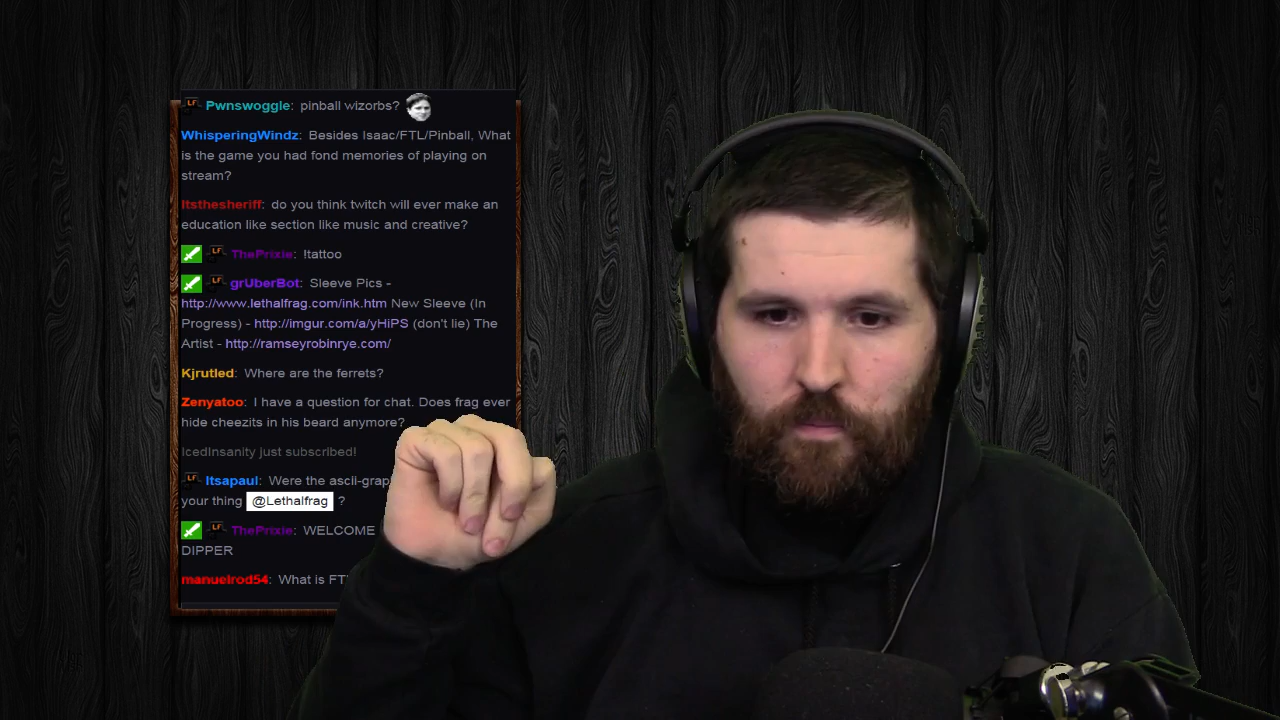 Pwnswoggle: pinball wizorbs?
WhisperingWindz: Besides Isaac/FTL/Pinball, What
is the game you had fond memories of playing on
stream?
Itsthesheriff: do you think twitch will ever make an
education like section like music and creative?
ThePrixie: !tattoo
grUberBot: Sleeve Pics -
http://www.lethalfrag.com/ink.htm New Sleeve (In
Progress) - http://imgur.com/a/yHiPS (don't lie) The
Artist - http://ramseyrobinrye.com/
Kjrutled: Where are the ferrets?
Zenyatoo: I have a question for chat. Does frag ever
hide cheezits in his beard anymore?
IcedInsanity just subscribed!
Itsapaul: Were the ascii-grap
your thing @Lethalfrag ?
ThePrixie: WELCOME
DIPPER
manuelrod54: What is FT